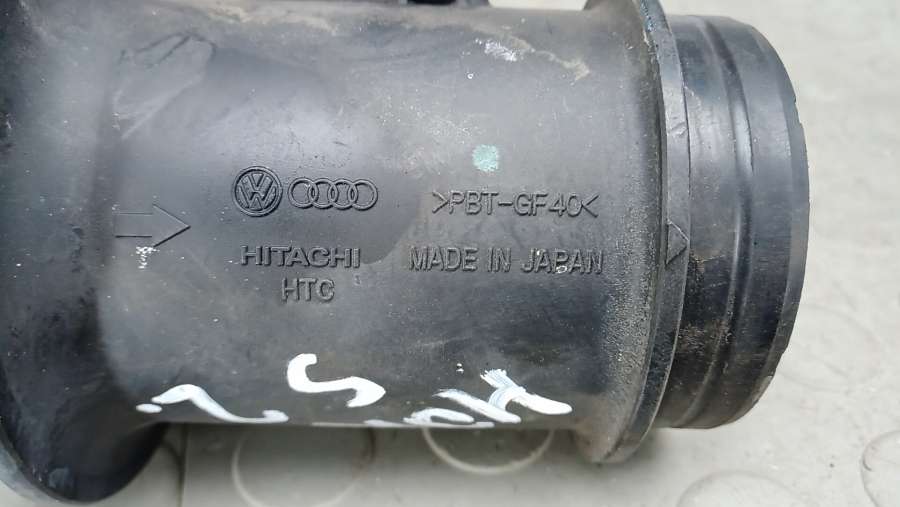 >PBT-GF40<
HITACHI MADE IN JAPAN
HTC